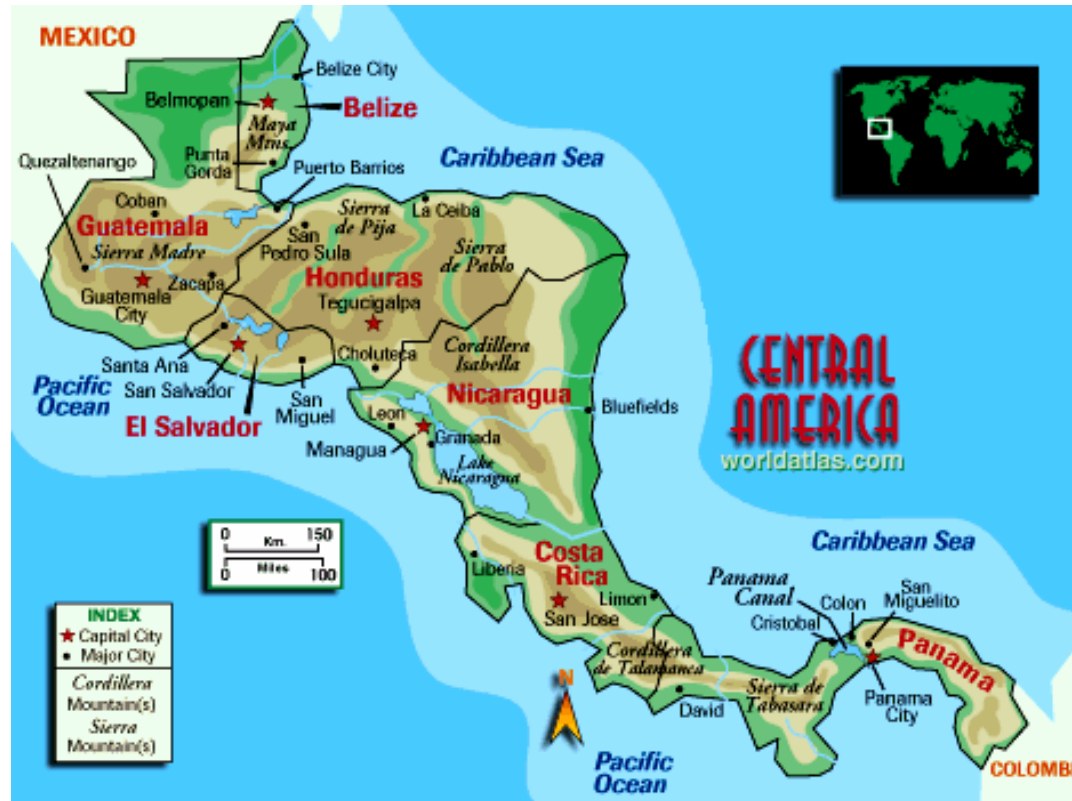 MEXICO
Belize City
Belmopan
Belize
Maya
Mtns.
Caribbean Sea
Quezaltenango
Punta
Gorda
Puerto Barrios
Coban
Guatemala
Sierra
de Pija
La Ceiba
San
Pedro Sula
Sierra Madre
Sierra
de Pablo
Zacapa
Honduras
Guatemala
City
Tegucigalpa
Santa Ana
Choluteca
Cordillera
Isabella
Pacific
Ocean
San Salvador
San
Miguel
El Salvador
Leon
Nicaragua
Bluefields
Managua
Granada
Lake
Nicaragua
CENTRAL
AMERICA
worldatlas.com
0 150
Km.
Miles
0 100
Costa
Rica
Liberia
Limon
San Jose
Caribbean Sea
Panama
Canal
Colon
San
Miguelito
Cristobal
Panama
Cordillera
de Talamanca
Sierra de
Tabasara
David
Panama
City
N
Pacific
Ocean
COLOMB
INDEX
Capital City
Major City
Cordillera
Mountain(s)
Sierra
Mountain(s)